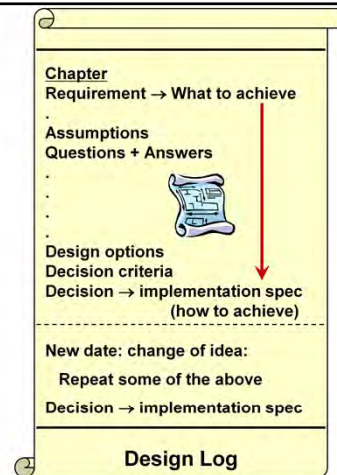 Chapter
Requirement → What to achieve
.
Assumptions
Questions + Answers
.
.
.
.
Design options
Decision criteria
Decision → implementation spec
(how to achieve)
New date: change of idea:
Repeat some of the above
Decision → implementation spec
Design Log